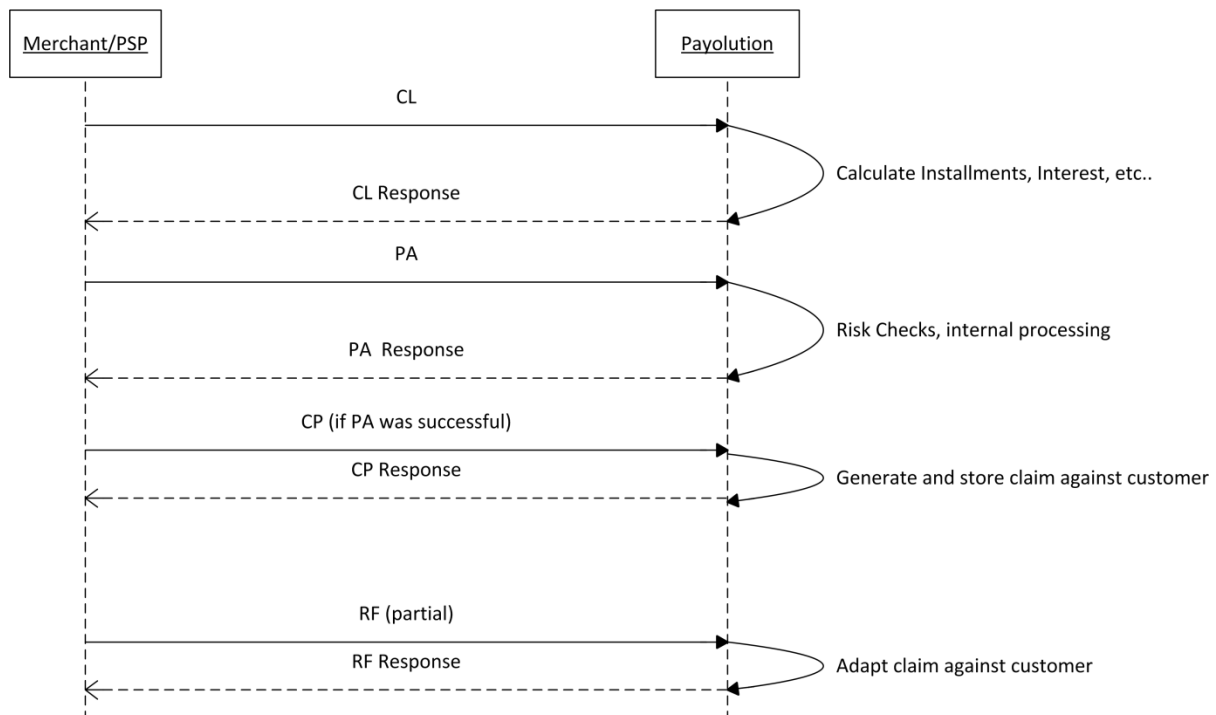 Merchant/PSP
Payolution
CL
Calculate Installments, Interest, etc..
CL Response
PA
Risk Checks, internal processing
PA  Response
CP (if PA was successful)
CP Response
Generate and store claim against customer
RF (partial)
RF Response
Adapt claim against customer